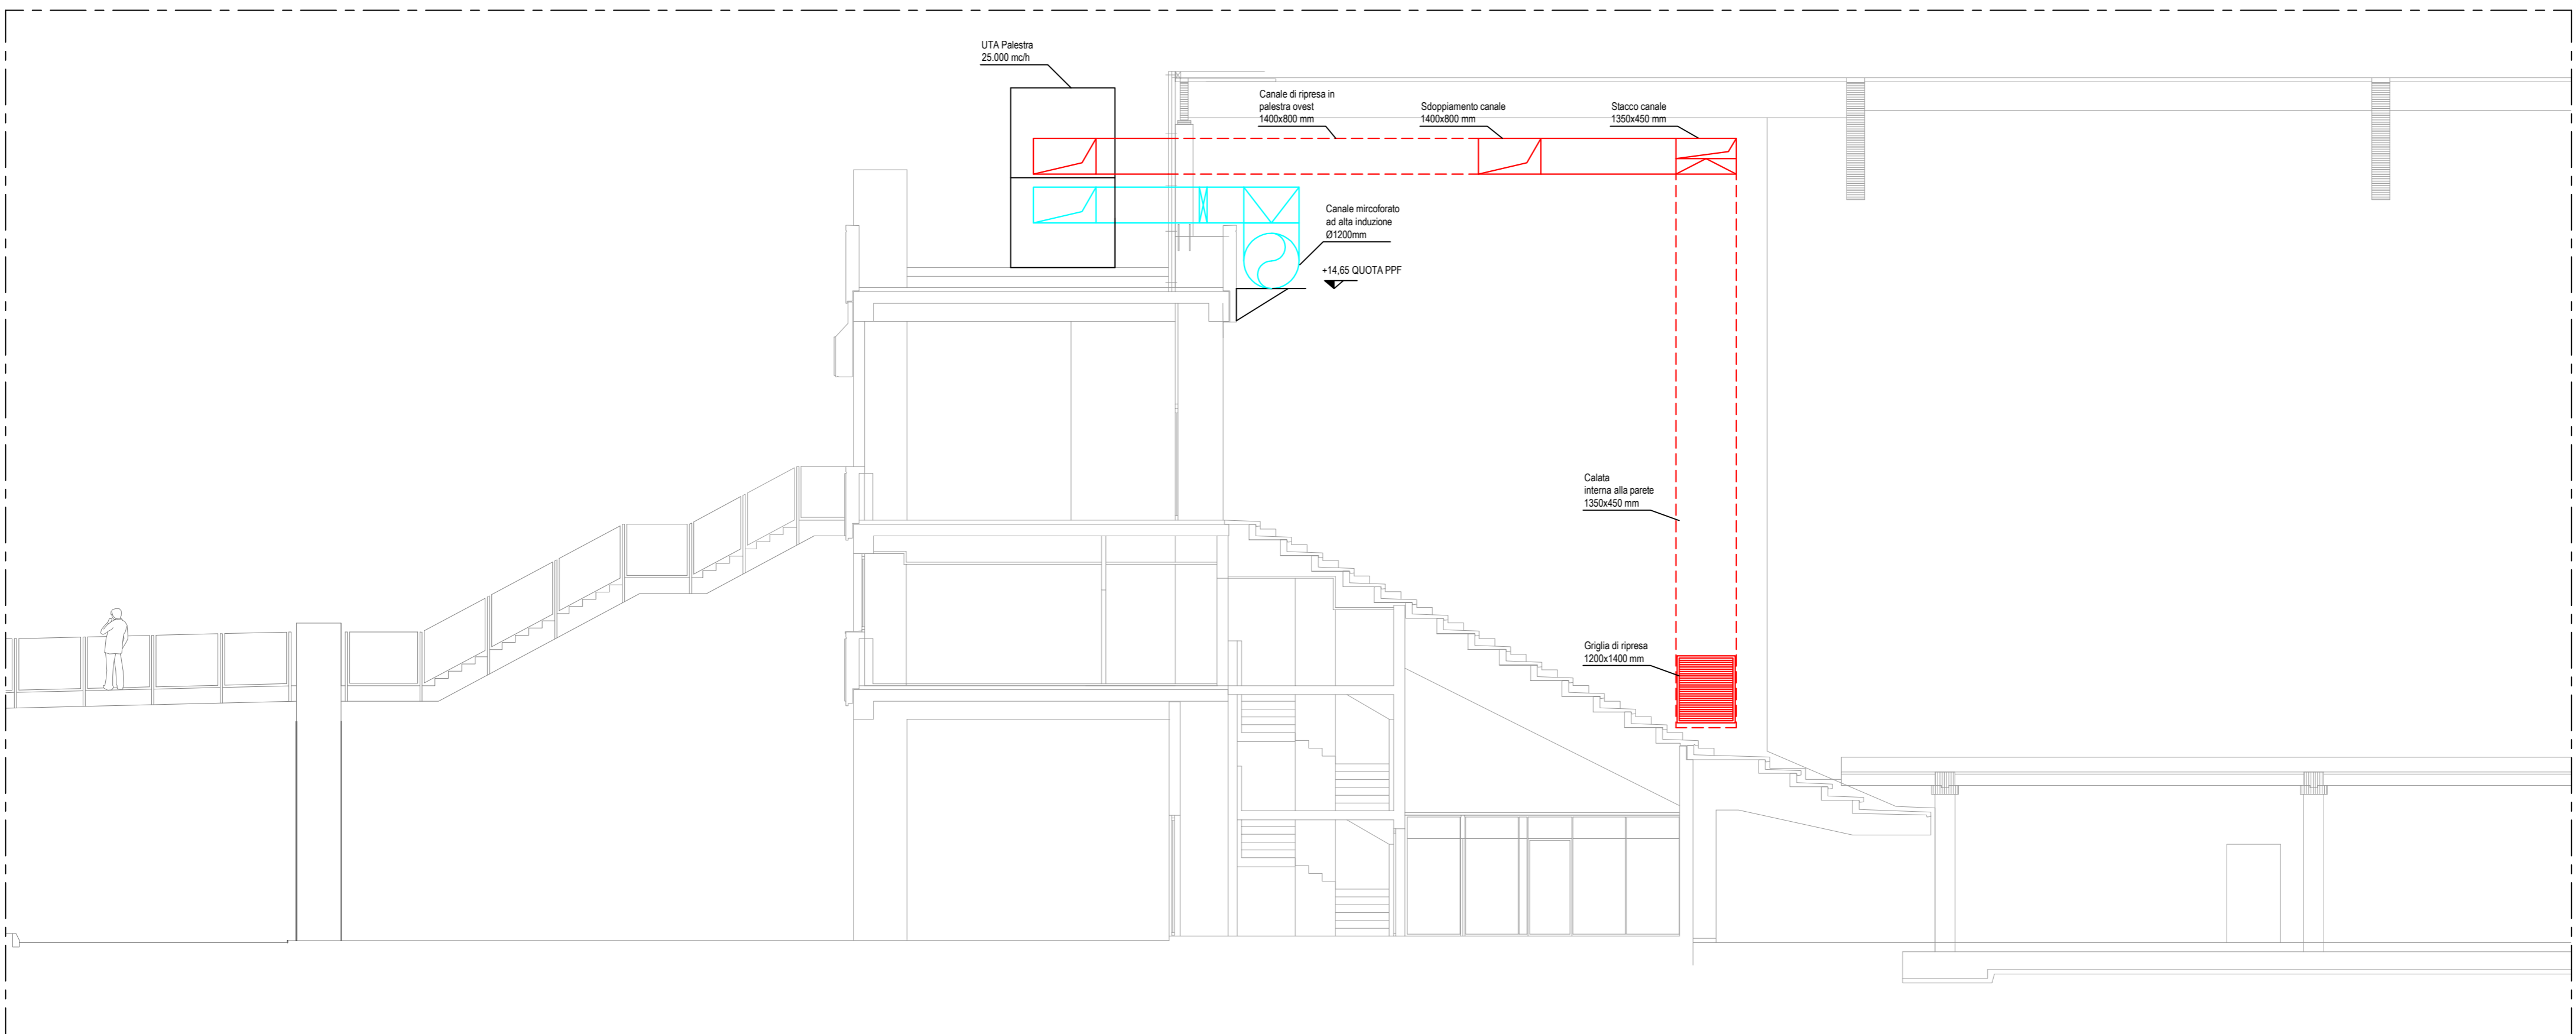 UTA Palestra
25.000 mc/h
Canale di ripresa in
palestra ovest
1400x800 mm
Sdoppiamento canale
1400x800 mm
Stacco canale
1350x450 mm
Canale mircoforato
ad alta induzione
Ø1200mm
+14,65 QUOTA PPF
Calata
interna alla parete
1350x450 mm
Griglia di ripresa
1200x1400 mm